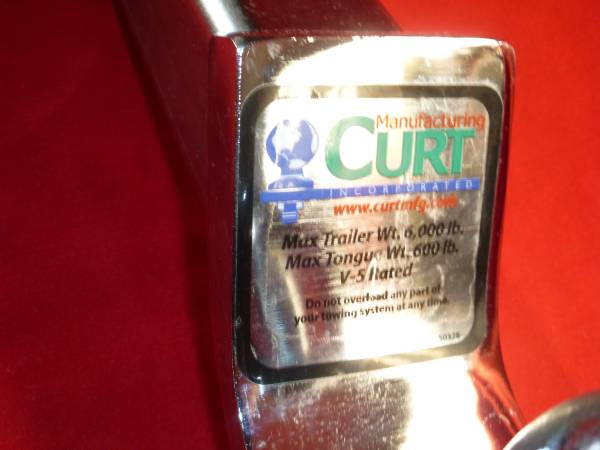 Manufacturing
CURT
INCORPORATED
www.curtmfg.com
Max Trailer Wt. 6,000 lb.
Max Tongue Wt. 600 lb.
V-5 Rated
Do not overload any part of
your towing system at any time.